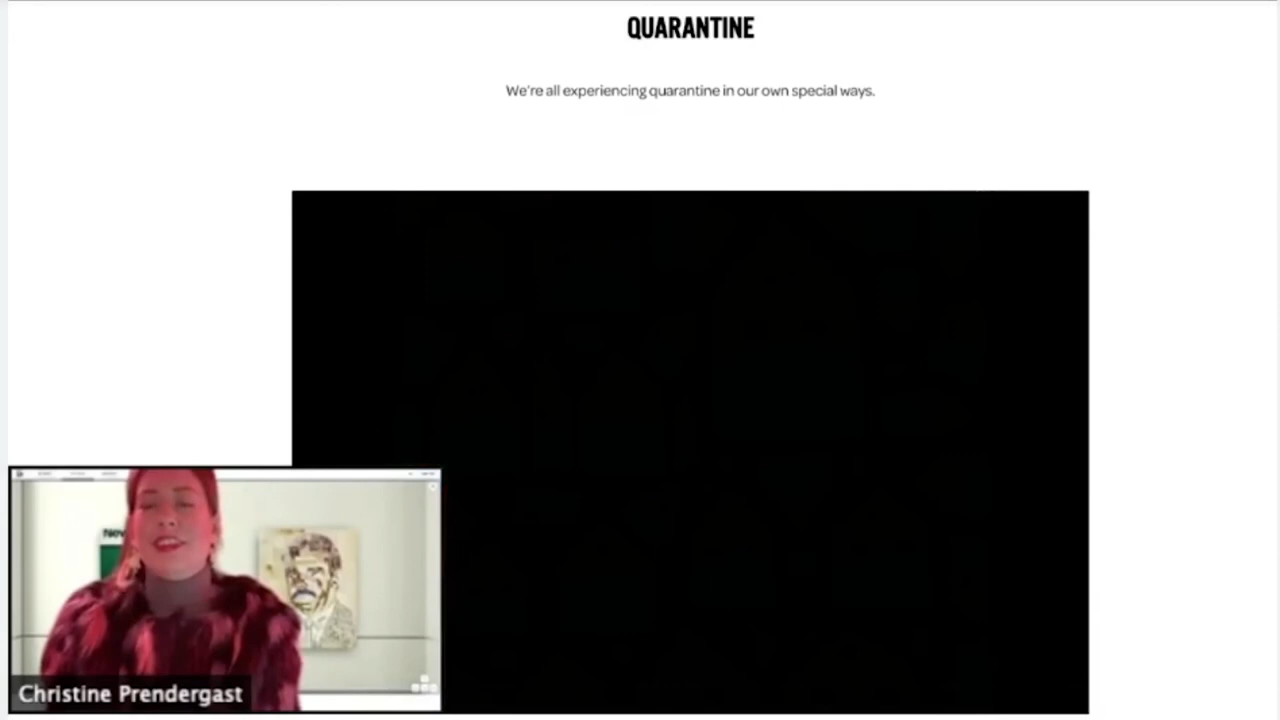 QUARANTINE
We're all experiencing quarantine in our own special ways.
Christine Prendergast